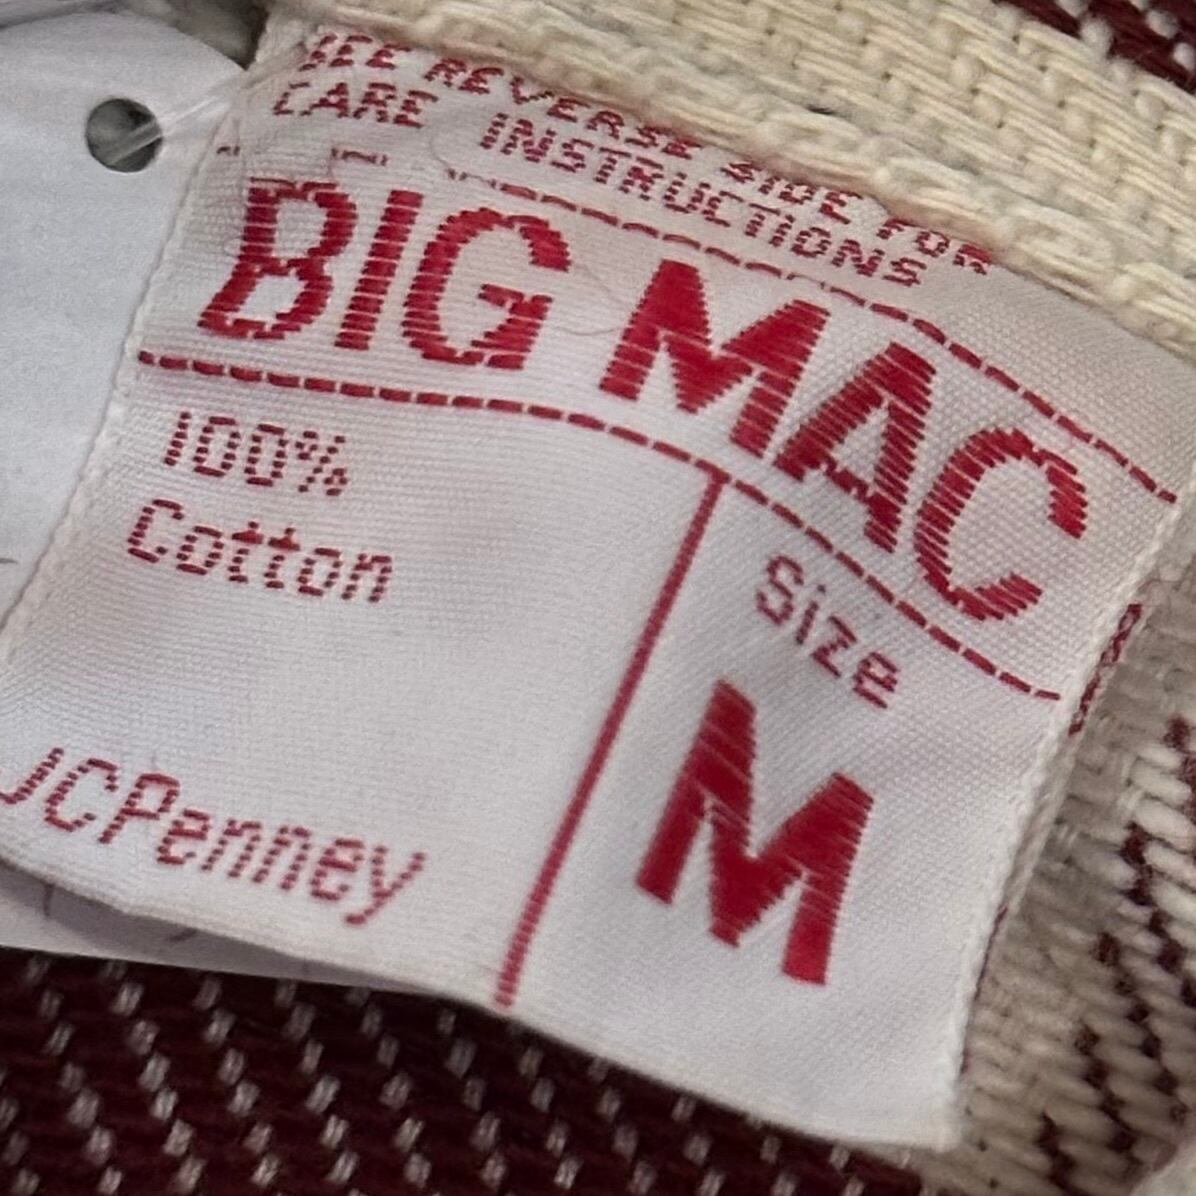 SEE REVERSE SIDE FOR
CARE INSTRUCTIONS
BIG MAC
100%
Cotton
Size
M
JCPenney